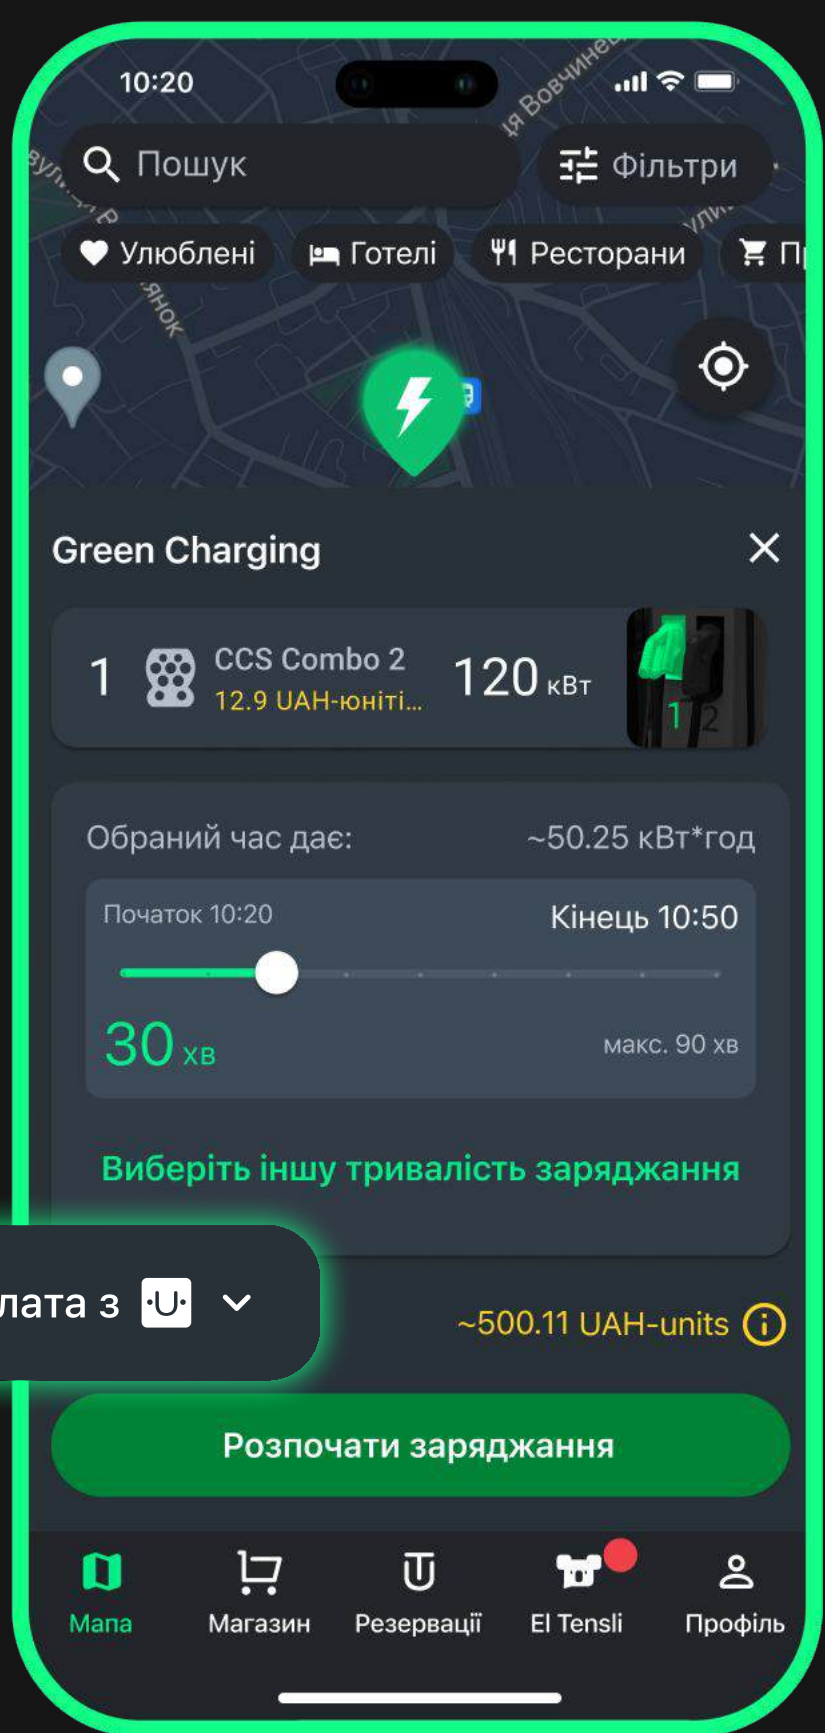 10:20
Пошук
Фільтри
Улюблені
Готелі
Ресторани
Green Charging
1
CCS Combo 2
120 кВт
12.9 UAH-юніті...
1 2
Обраний час дає:
~50.25 кВт*год
Початок 10:20
Кінець 10:50
30 хв
макс. 90 хв
Виберіть іншу тривалість заряджання
лата з ·U·
~500.11 UAH-units
Розпочати заряджання
Мапа
Магазин
Резервації
El Tensli
Профіль